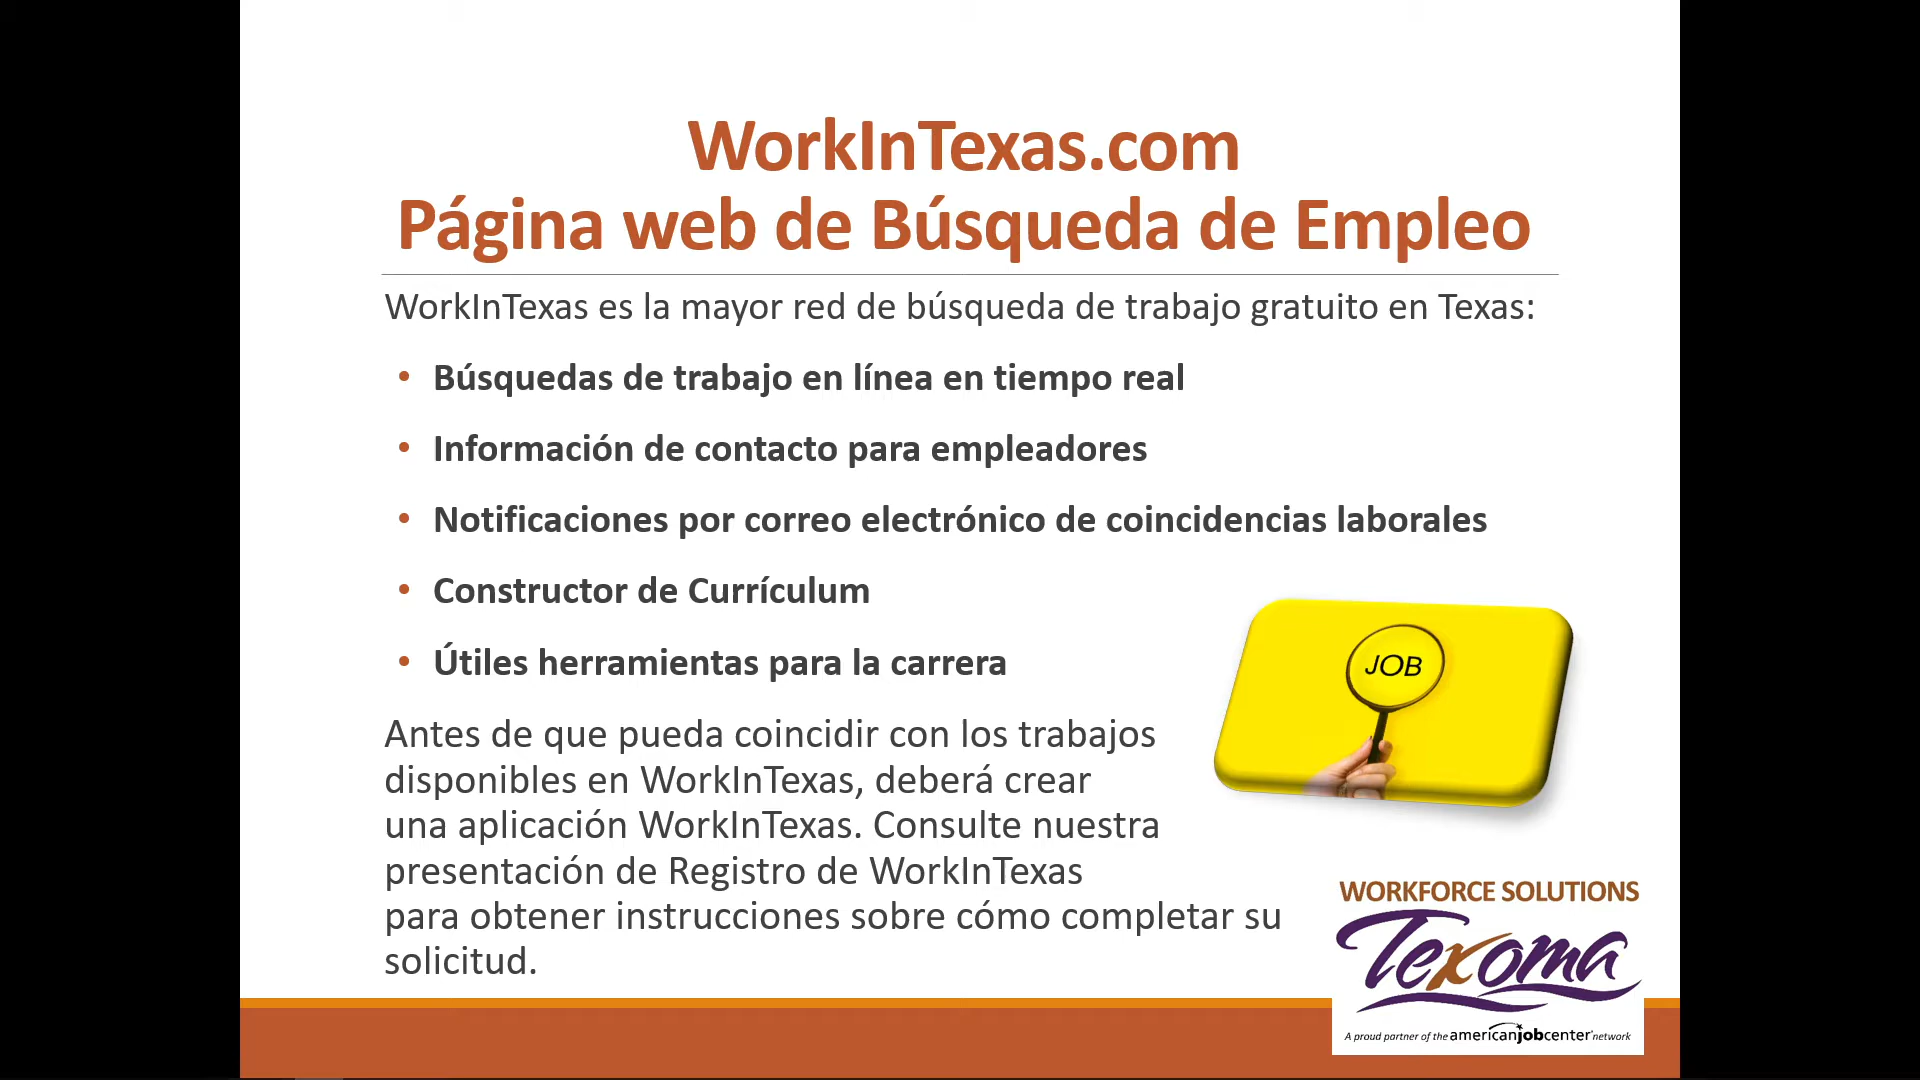 WorkInTexas.com
Página web de Búsqueda de Empleo
WorkInTexas es la mayor red de búsqueda de trabajo gratuito en Texas:
• Búsquedas de trabajo en línea en tiempo real
• Información de contacto para empleadores
• Notificaciones por correo electrónico de coincidencias laborales
• Constructor de Currículum
• Útiles herramientas para la carrera
JOB
Antes de que pueda coincidir con los trabajos
disponibles en WorkInTexas, deberá crear
una aplicación WorkInTexas. Consulte nuestra
presentación de Registro de WorkInTexas
para obtener instrucciones sobre cómo completar su
solicitud.
WORKFORCE SOLUTIONS
Texoma
A proud partner of the americanjobcenter network